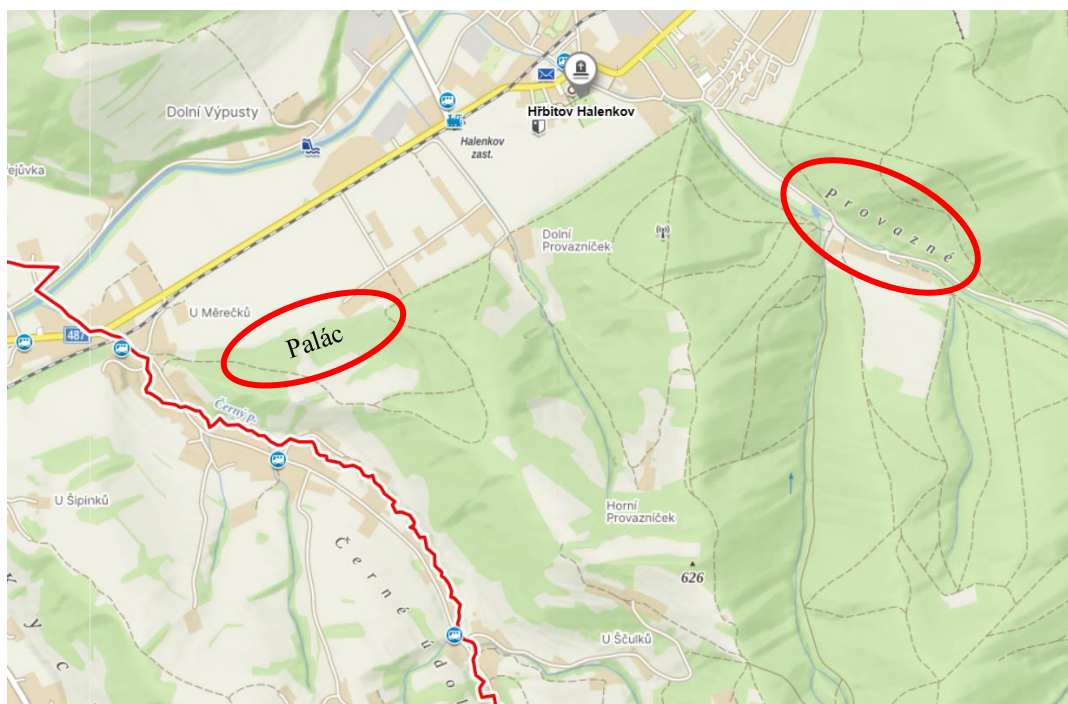 Dolní Výpusty
Hřbitov Halenkov
Halenkov
zast.
Provazné
Dolní
Provazníček
U Měrečků
487
Palác
Černý p.
U Šipinků
Horní
Provazníček
626
Černé údol
U Ščulků